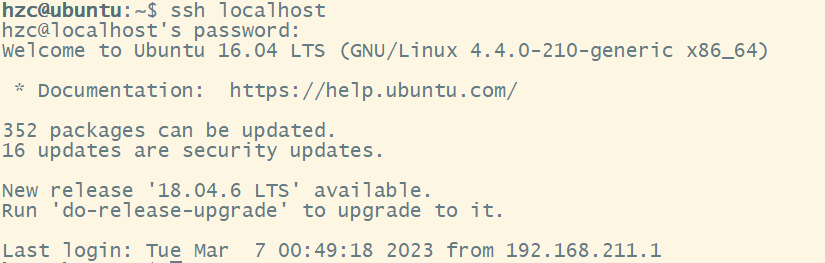 hzc@ubuntu:~$ ssh localhost
hzc@localhost's password:
Welcome to Ubuntu 16.04 LTS (GNU/Linux 4.4.0-210-generic x86_64)
* Documentation:  https://help.ubuntu.com/
352 packages can be updated.
16 updates are security updates.
New release '18.04.6 LTS' available.
Run 'do-release-upgrade' to upgrade to it.
Last login: Tue Mar  7 00:49:18 2023 from 192.168.211.1